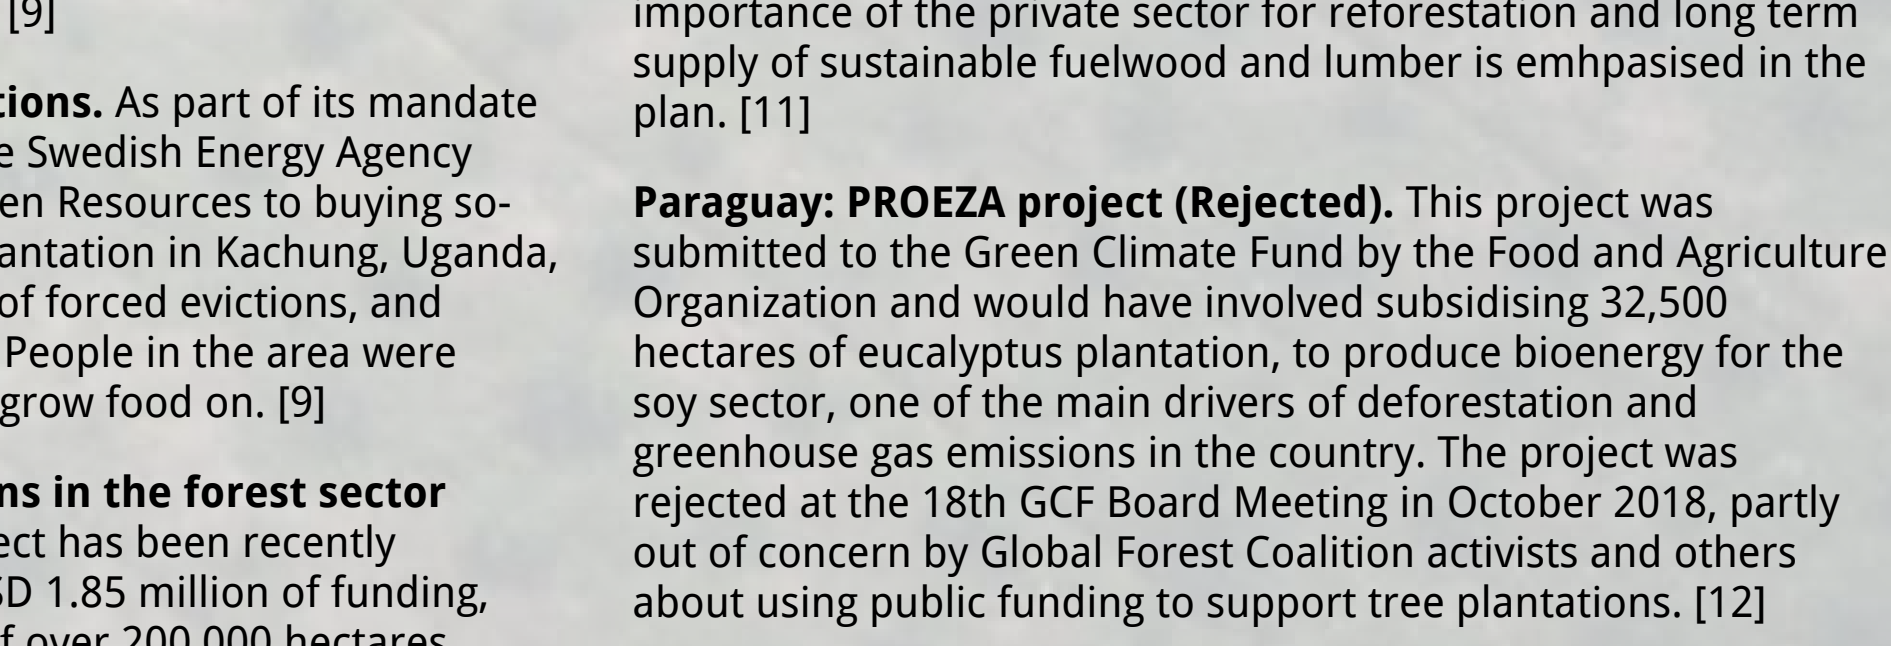 [9]
tions. As part of its mandate
e Swedish Energy Agency
en Resources to buying so-
antation in Kachung, Uganda,
of forced evictions, and
People in the area were
grow food on. [9]
ns in the forest sector
ect has been recently
SD 1.85 million of funding,
f over 200,000 hectares
importance of the private sector for reforestation and long term
supply of sustainable fuelwood and lumber is emhpasised in the
plan. [11]
Paraguay: PROEZA project (Rejected). This project was
submitted to the Green Climate Fund by the Food and Agriculture
Organization and would have involved subsidising 32,500
hectares of eucalyptus plantation, to produce bioenergy for the
soy sector, one of the main drivers of deforestation and
greenhouse gas emissions in the country. The project was
rejected at the 18th GCF Board Meeting in October 2018, partly
out of concern by Global Forest Coalition activists and others
about using public funding to support tree plantations. [12]